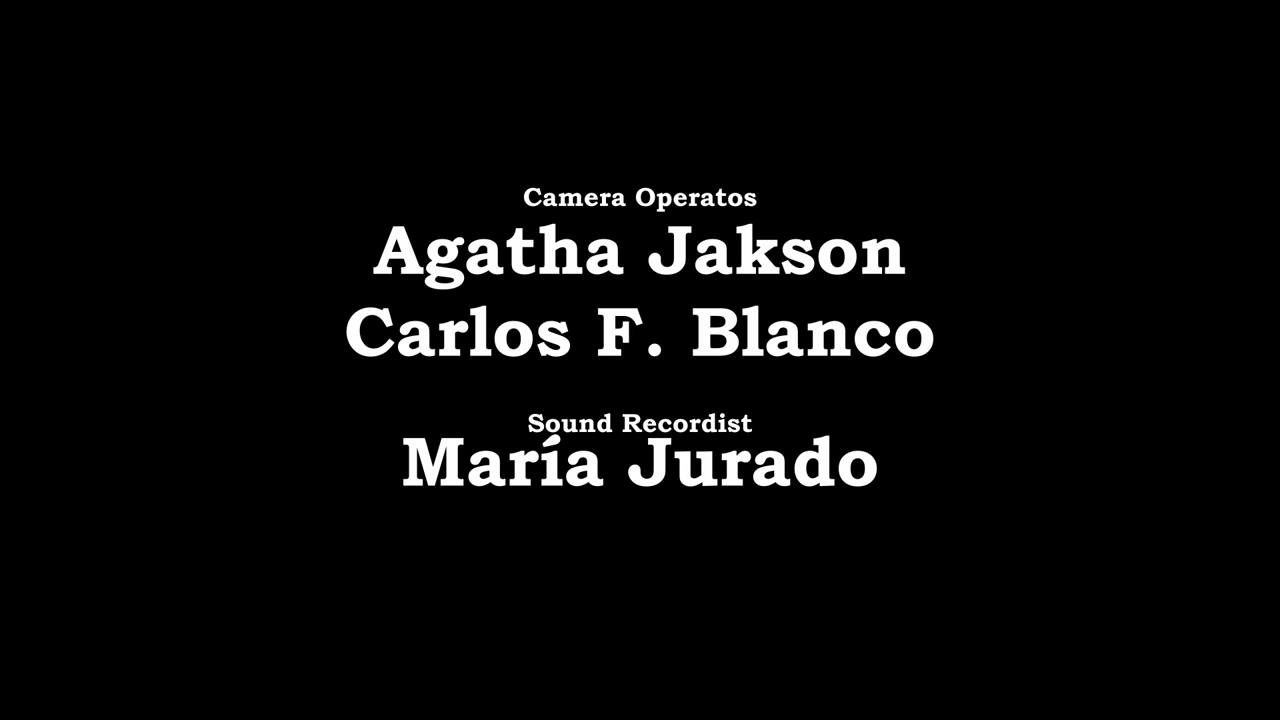 Camera Operatos
Agatha Jakson
Carlos F. Blanco
Sound Recordist
María Jurado